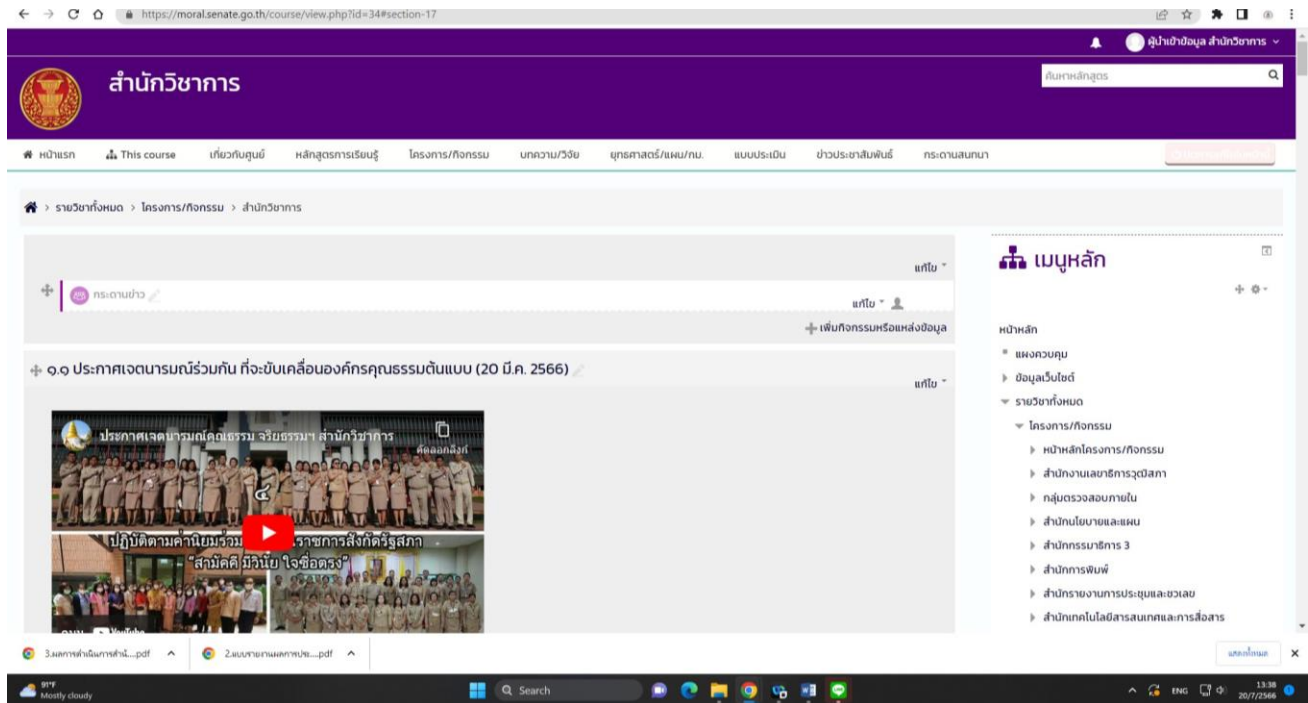 https://moral.senate.go.th/course/view.php?id=34#section-17
ผู้นำเข้าข้อมูล สำนักวิชาการ
สำนักวิชาการ
ค้นหาหลักสูตร
หน้าแรก This course เกี่ยวกับศูนย์ หลักสูตรการเรียนรู้ โครงการ/กิจกรรม บทความ/วิจัย ยุทธศาสตร์/แผน/กม. แบบประเมิน ข่าวประชาสัมพันธ์ กระดานสนทนา
รายวิชาทั้งหมด > โครงการ/กิจกรรม > สำนักวิชาการ
แก้ไข
กระดานข่าว
แก้ไข
เพิ่มกิจกรรมหรือแหล่งข้อมูล
๑.๑ ประกาศเจตนารมณ์ร่วมกัน ที่จะขับเคลื่อนองค์กรคุณธรรมต้นแบบ (20 มี.ค. 2566)
แก้ไข
ประกาศเจตนารมณ์คุณธรรม จริยธรรมฯ สำนักวิชาการ
คัดลอกลิงก์
๔
ปฏิบัติตามค่านิยมร่วม
ราชการสังกัดรัฐสภา
"สามัคคี มีวินัย ใจซื่อตรง"
YouTube
เมนูหลัก
หน้าหลัก
แผงควบคุม
ข้อมูลเว็บไซต์
รายวิชาทั้งหมด
โครงการ/กิจกรรม
หน้าหลักโครงการ/กิจกรรม
สำนักงานเลขาธิการวุฒิสภา
กลุ่มตรวจสอบภายใน
สำนักนโยบายและแผน
สำนักกรรมาธิการ 3
สำนักการพิมพ์
สำนักรายงานการประชุมและชวเลข
สำนักเทคโนโลยีสารสนเทศและการสื่อสาร
3.ผลการดำเนินการสำนั....pdf 2.แบบรายงานผลการประ....pdf แสดงทั้งหมด
91°F
Mostly cloudy
Search
ENG
13:38
20/7/2566